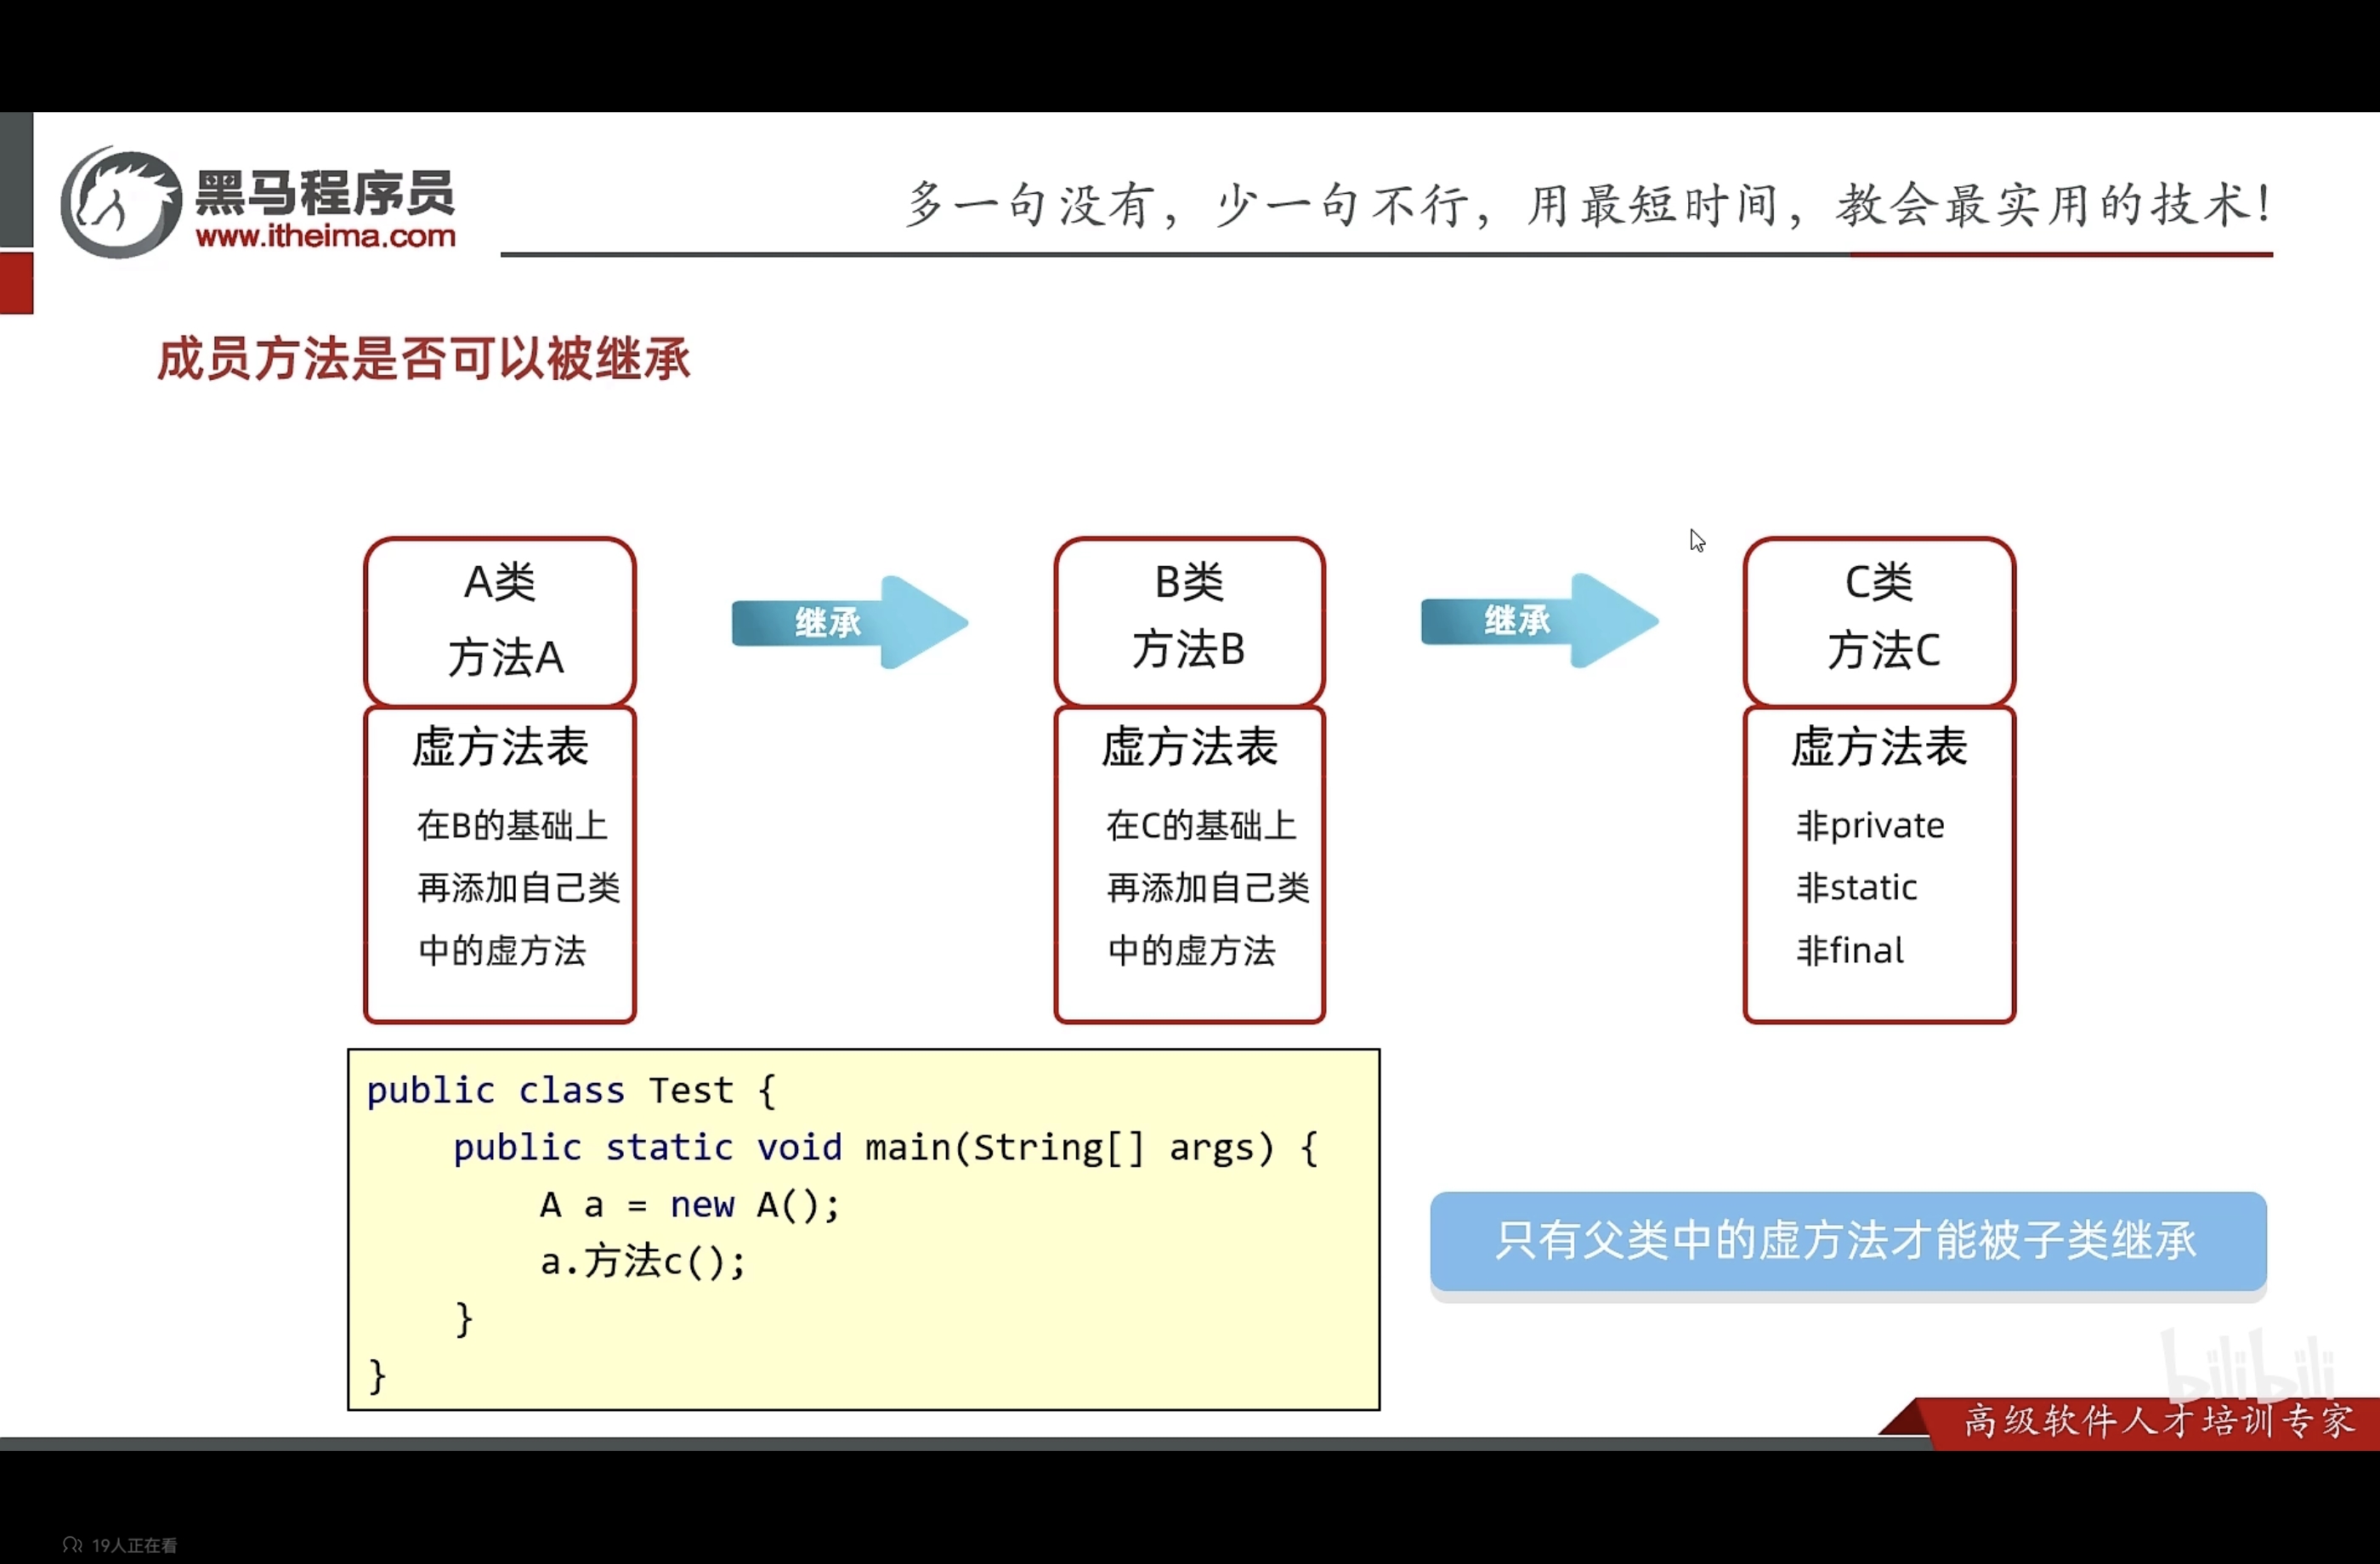 黑马程序员
www.itheima.com
多一句没有，少一句不行，用最短时间，教会最实用的技术！
成员方法是否可以被继承
A类
方法A
继承
B类
方法B
继承
C类
方法C
虚方法表
在B的基础上
再添加自己类
中的虚方法
虚方法表
在C的基础上
再添加自己类
中的虚方法
虚方法表
非private
非static
非final
public class Test {
    public static void main(String[] args) {
        A a = new A();
        a.方法c();
    }
}
只有父类中的虚方法才能被子类继承
bilibili
高级软件人才培训专家
19人正在看